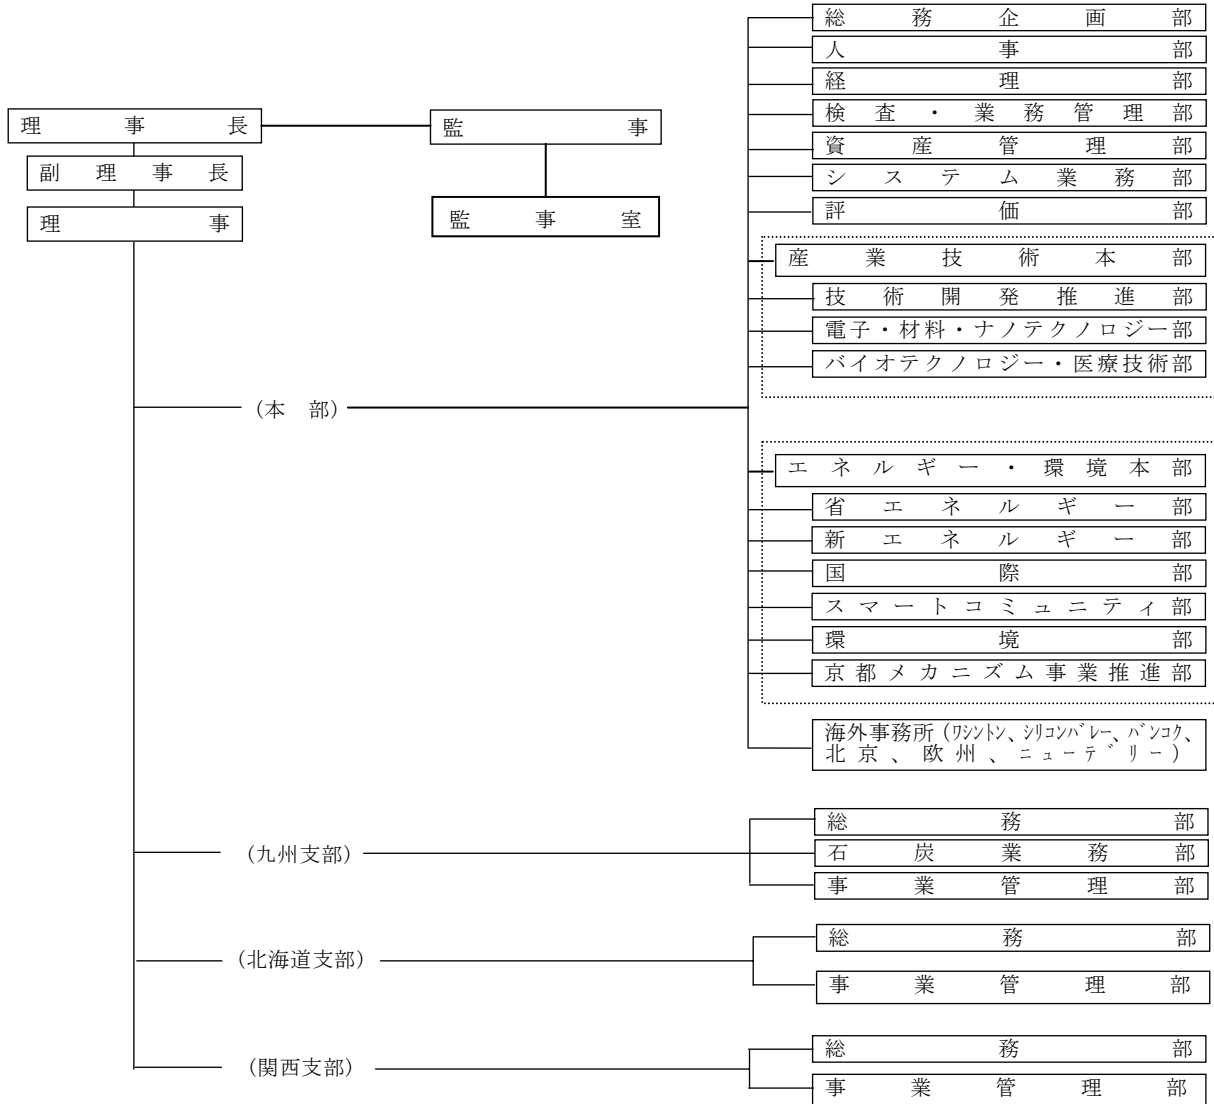 理事長
監事
副理事長
理事
監事室
(本 部)
総務企画部
人事部
経理部
検査・業務管理部
資産管理部
システム業務部
評価部
産業技術本部
技術開発推進部
電子・材料・ナノテクノロジー部
バイオテクノロジー・医療技術部
エネルギー・環境本部
省エネルギー部
新エネルギー部
国際部
スマートコミュニティ部
環境部
京都メカニズム事業推進部
海外事務所(ワシントン、シリコンバレー、バンコク、
北京、欧州、ニューデリー)
(九州支部)
総務部
石炭業務部
事業管理部
(北海道支部)
総務部
事業管理部
(関西支部)
総務部
事業管理部